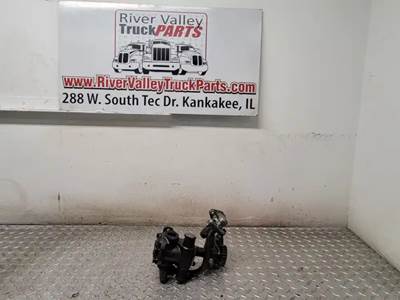 River Valley
TruckPARTS
www.RiverValleyTruckParts.com
288 W. South Tec Dr. Kankakee, IL